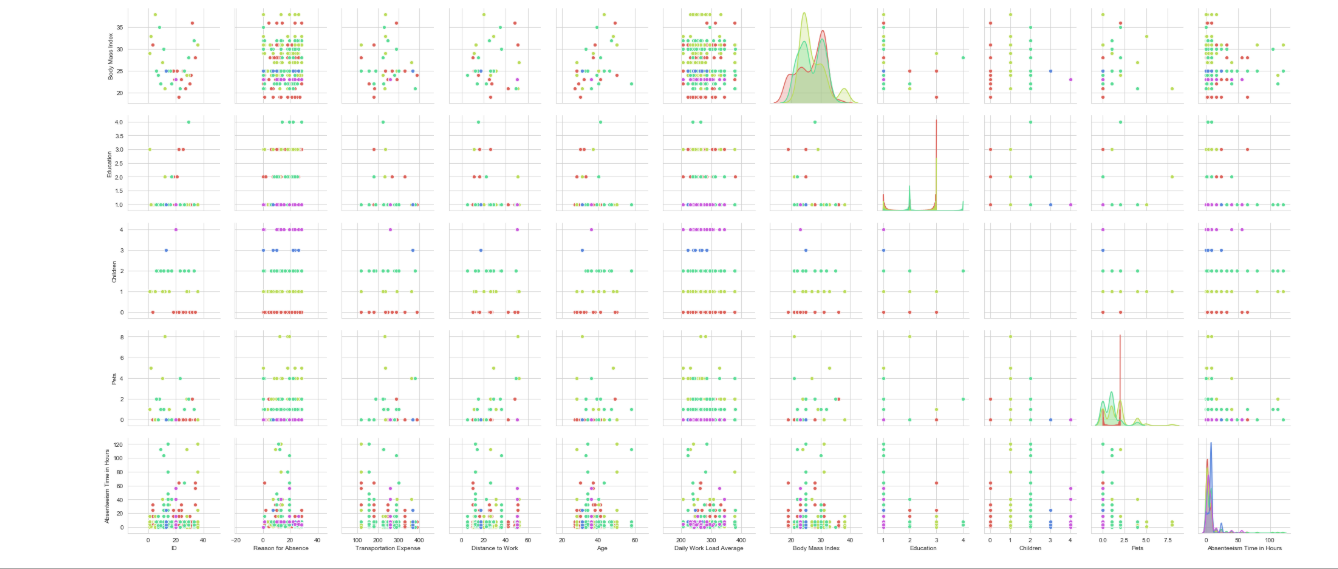 Body Mass Index
35
30
25
20
Education
4.0
3.5
3.0
2.5
2.0
1.5
1.0
Children
4
3
2
1
0
Pets
8
6
4
2
0
Absenteeism Time in Hours
120
100
80
60
40
20
0
0 20 40
-20 0 20 40
100 200 300 400
0 20 40 60
20 40 60
200 300 400
20 30 40
1 2 3 4
0 1 2 3 4
0.0 2.5 5.0 7.5
0 50 100
ID
Reason for Absence
Transportation Expense
Distance to Work
Age
Daily Work Load Average
Body Mass Index
Education
Children
Pets
Absenteeism Time in Hours